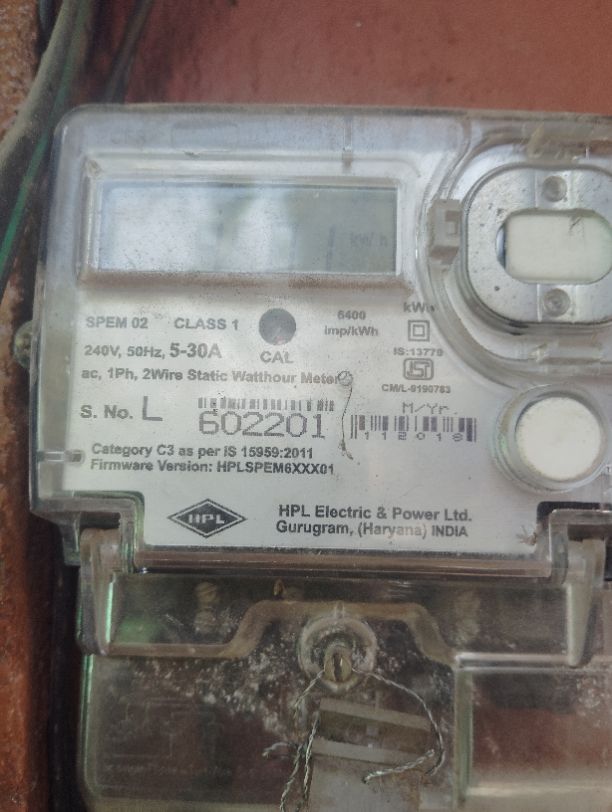 kWh
SPEM 02 CLASS 1
6400
imp/kWh
kWh
240V, 50Hz, 5-30A
CAL
IS:13779
ac, 1Ph, 2Wire Static Watthour Meter
CM/L-9190783
S. No. L 602201
M/Yr.
112018
Category C3 as per IS 15959:2011
Firmware Version: HPLSPEM6XXX01
HPL
HPL Electric & Power Ltd.
Gurugram, (Haryana) INDIA